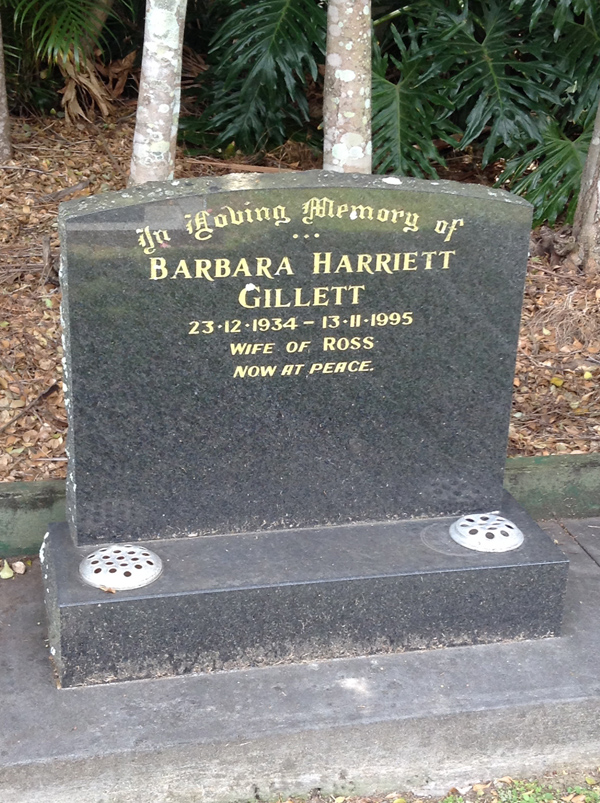 In Loving Memory of
BARBARA HARRIETT
GILLETT
23·12·1934 – 13·11·1995
WIFE OF ROSS
NOW AT PEACE.